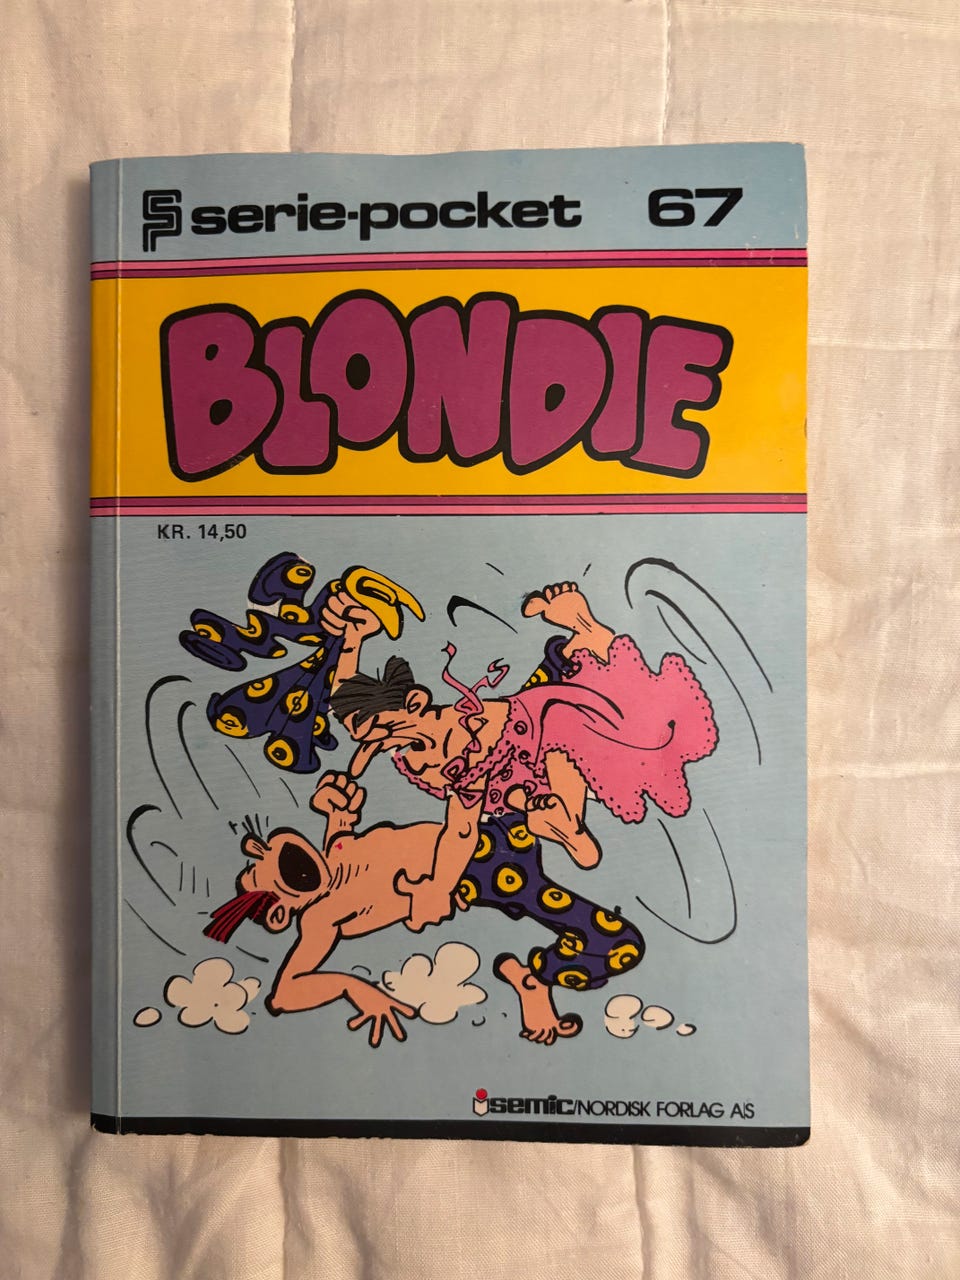 serie-pocket 67
BLONDIE
KR. 14,50
semic/NORDISK FORLAG A/S